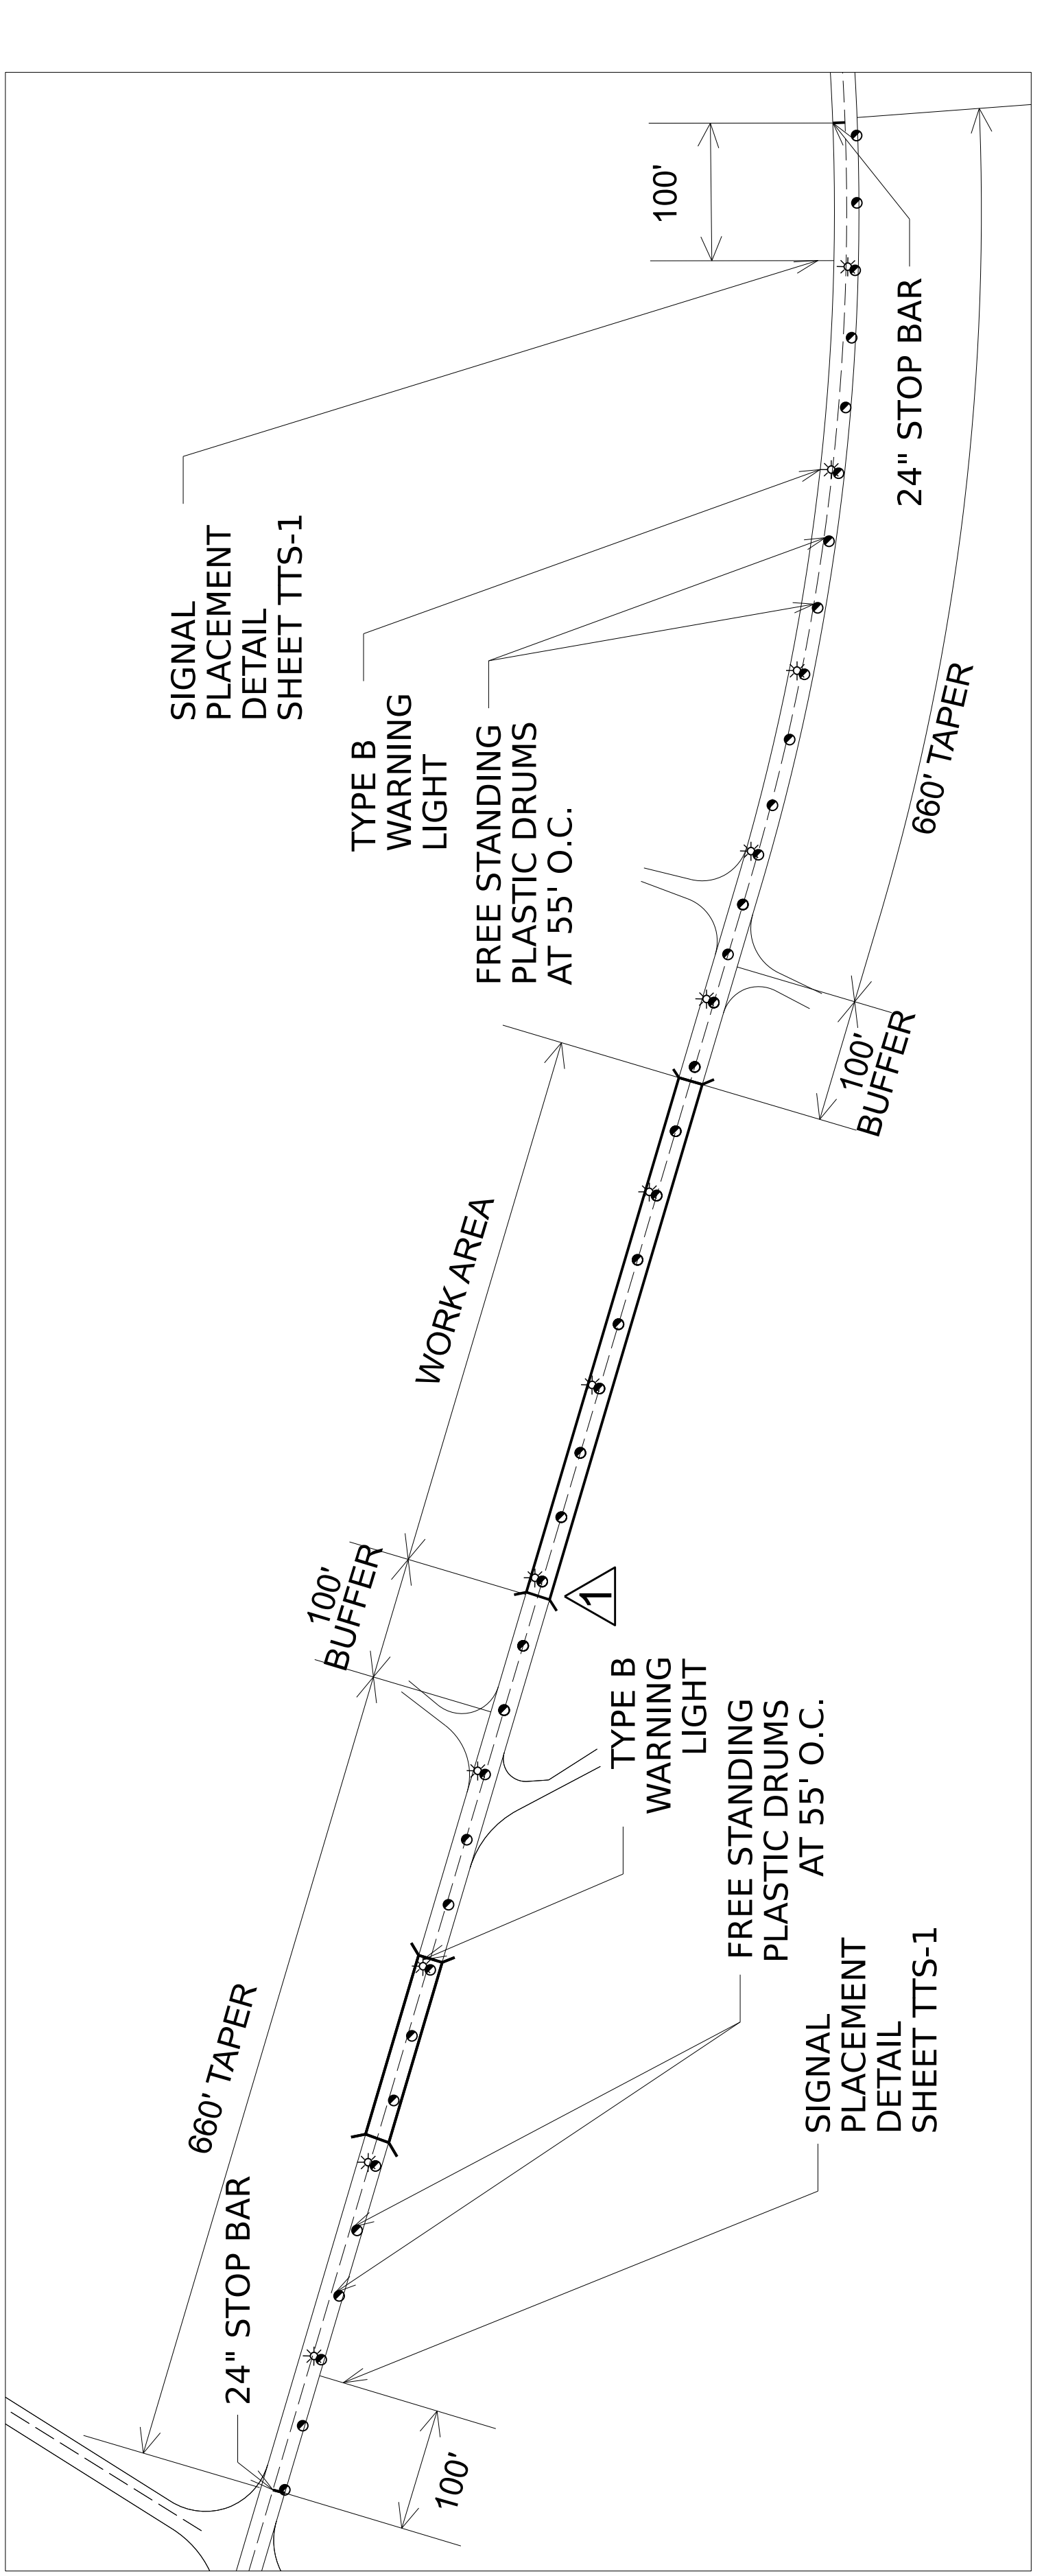 24" STOP BAR
660' TAPER
100'
BUFFER
WORK AREA
SIGNAL
PLACEMENT
DETAIL
SHEET TTS-1
TYPE B
WARNING
LIGHT
FREE STANDING
PLASTIC DRUMS
AT 55' O.C.
100'
100'
1
TYPE B
WARNING
LIGHT
FREE STANDING
PLASTIC DRUMS
AT 55' O.C.
SIGNAL
PLACEMENT
DETAIL
SHEET TTS-1
100'
BUFFER
660' TAPER
24" STOP BAR